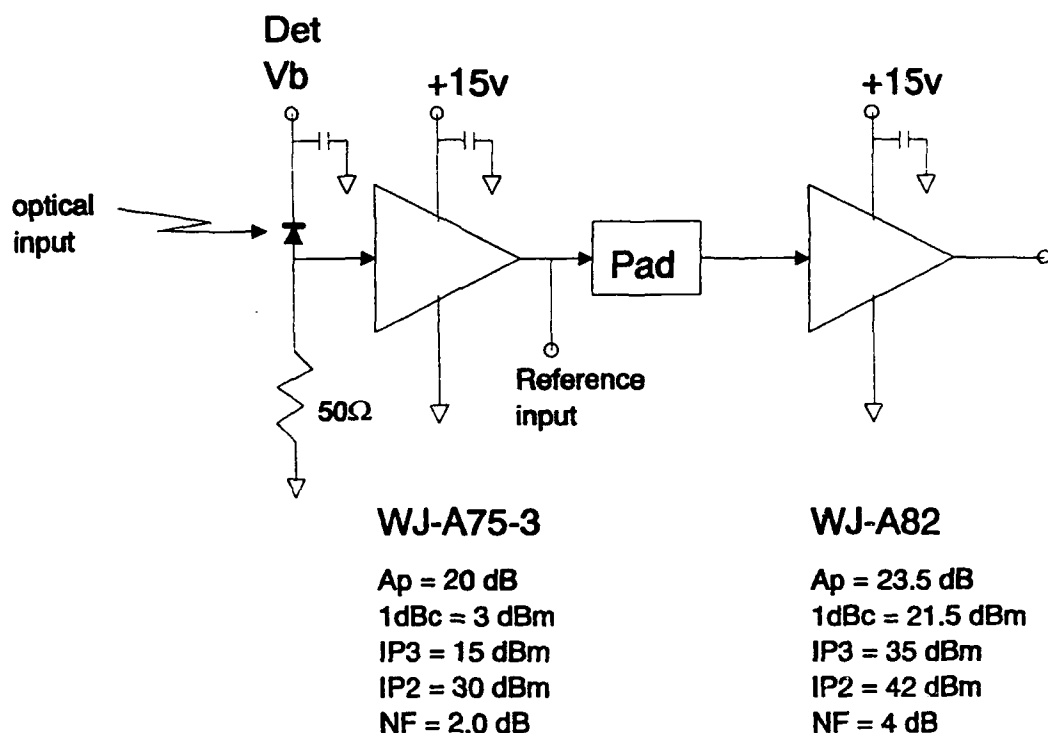 Det
Vb
+15v
+15v
optical
input
Pad
Reference
input
50Ω
WJ-A75-3
Ap = 20 dB
1dBc = 3 dBm
IP3 = 15 dBm
IP2 = 30 dBm
NF = 2.0 dB
WJ-A82
Ap = 23.5 dB
1dBc = 21.5 dBm
IP3 = 35 dBm
IP2 = 42 dBm
NF = 4 dB